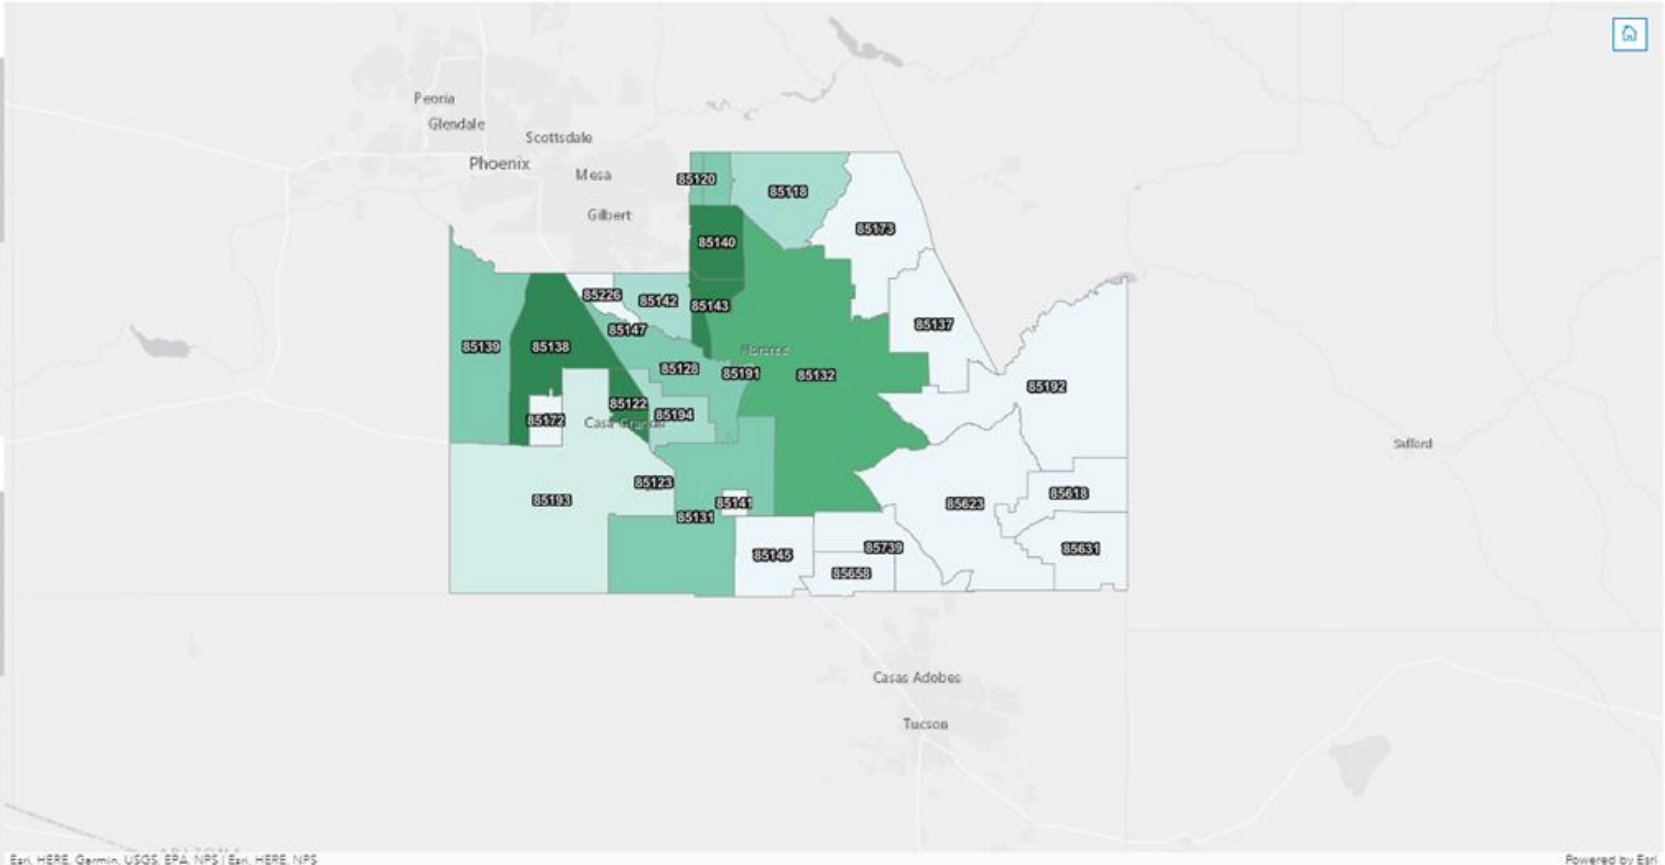 Peoria
Glendale
Scottsdale
Phoenix
Mesa
Gilbert
85120
85118
85173
85140
85226
85142
85143
85147
85137
85139
85138
Florence
85128
85191
85132
85192
85122
85194
85172
Casa Grande
Safford
85123
85193
85141
85131
85623
85618
85145
85739
85631
85658
Casas Adobes
Tucson
ARIZONA
Esri, HERE, Garmin, USGS, EPA, NPS | Esri, HERE, NPS
Powered by Esri